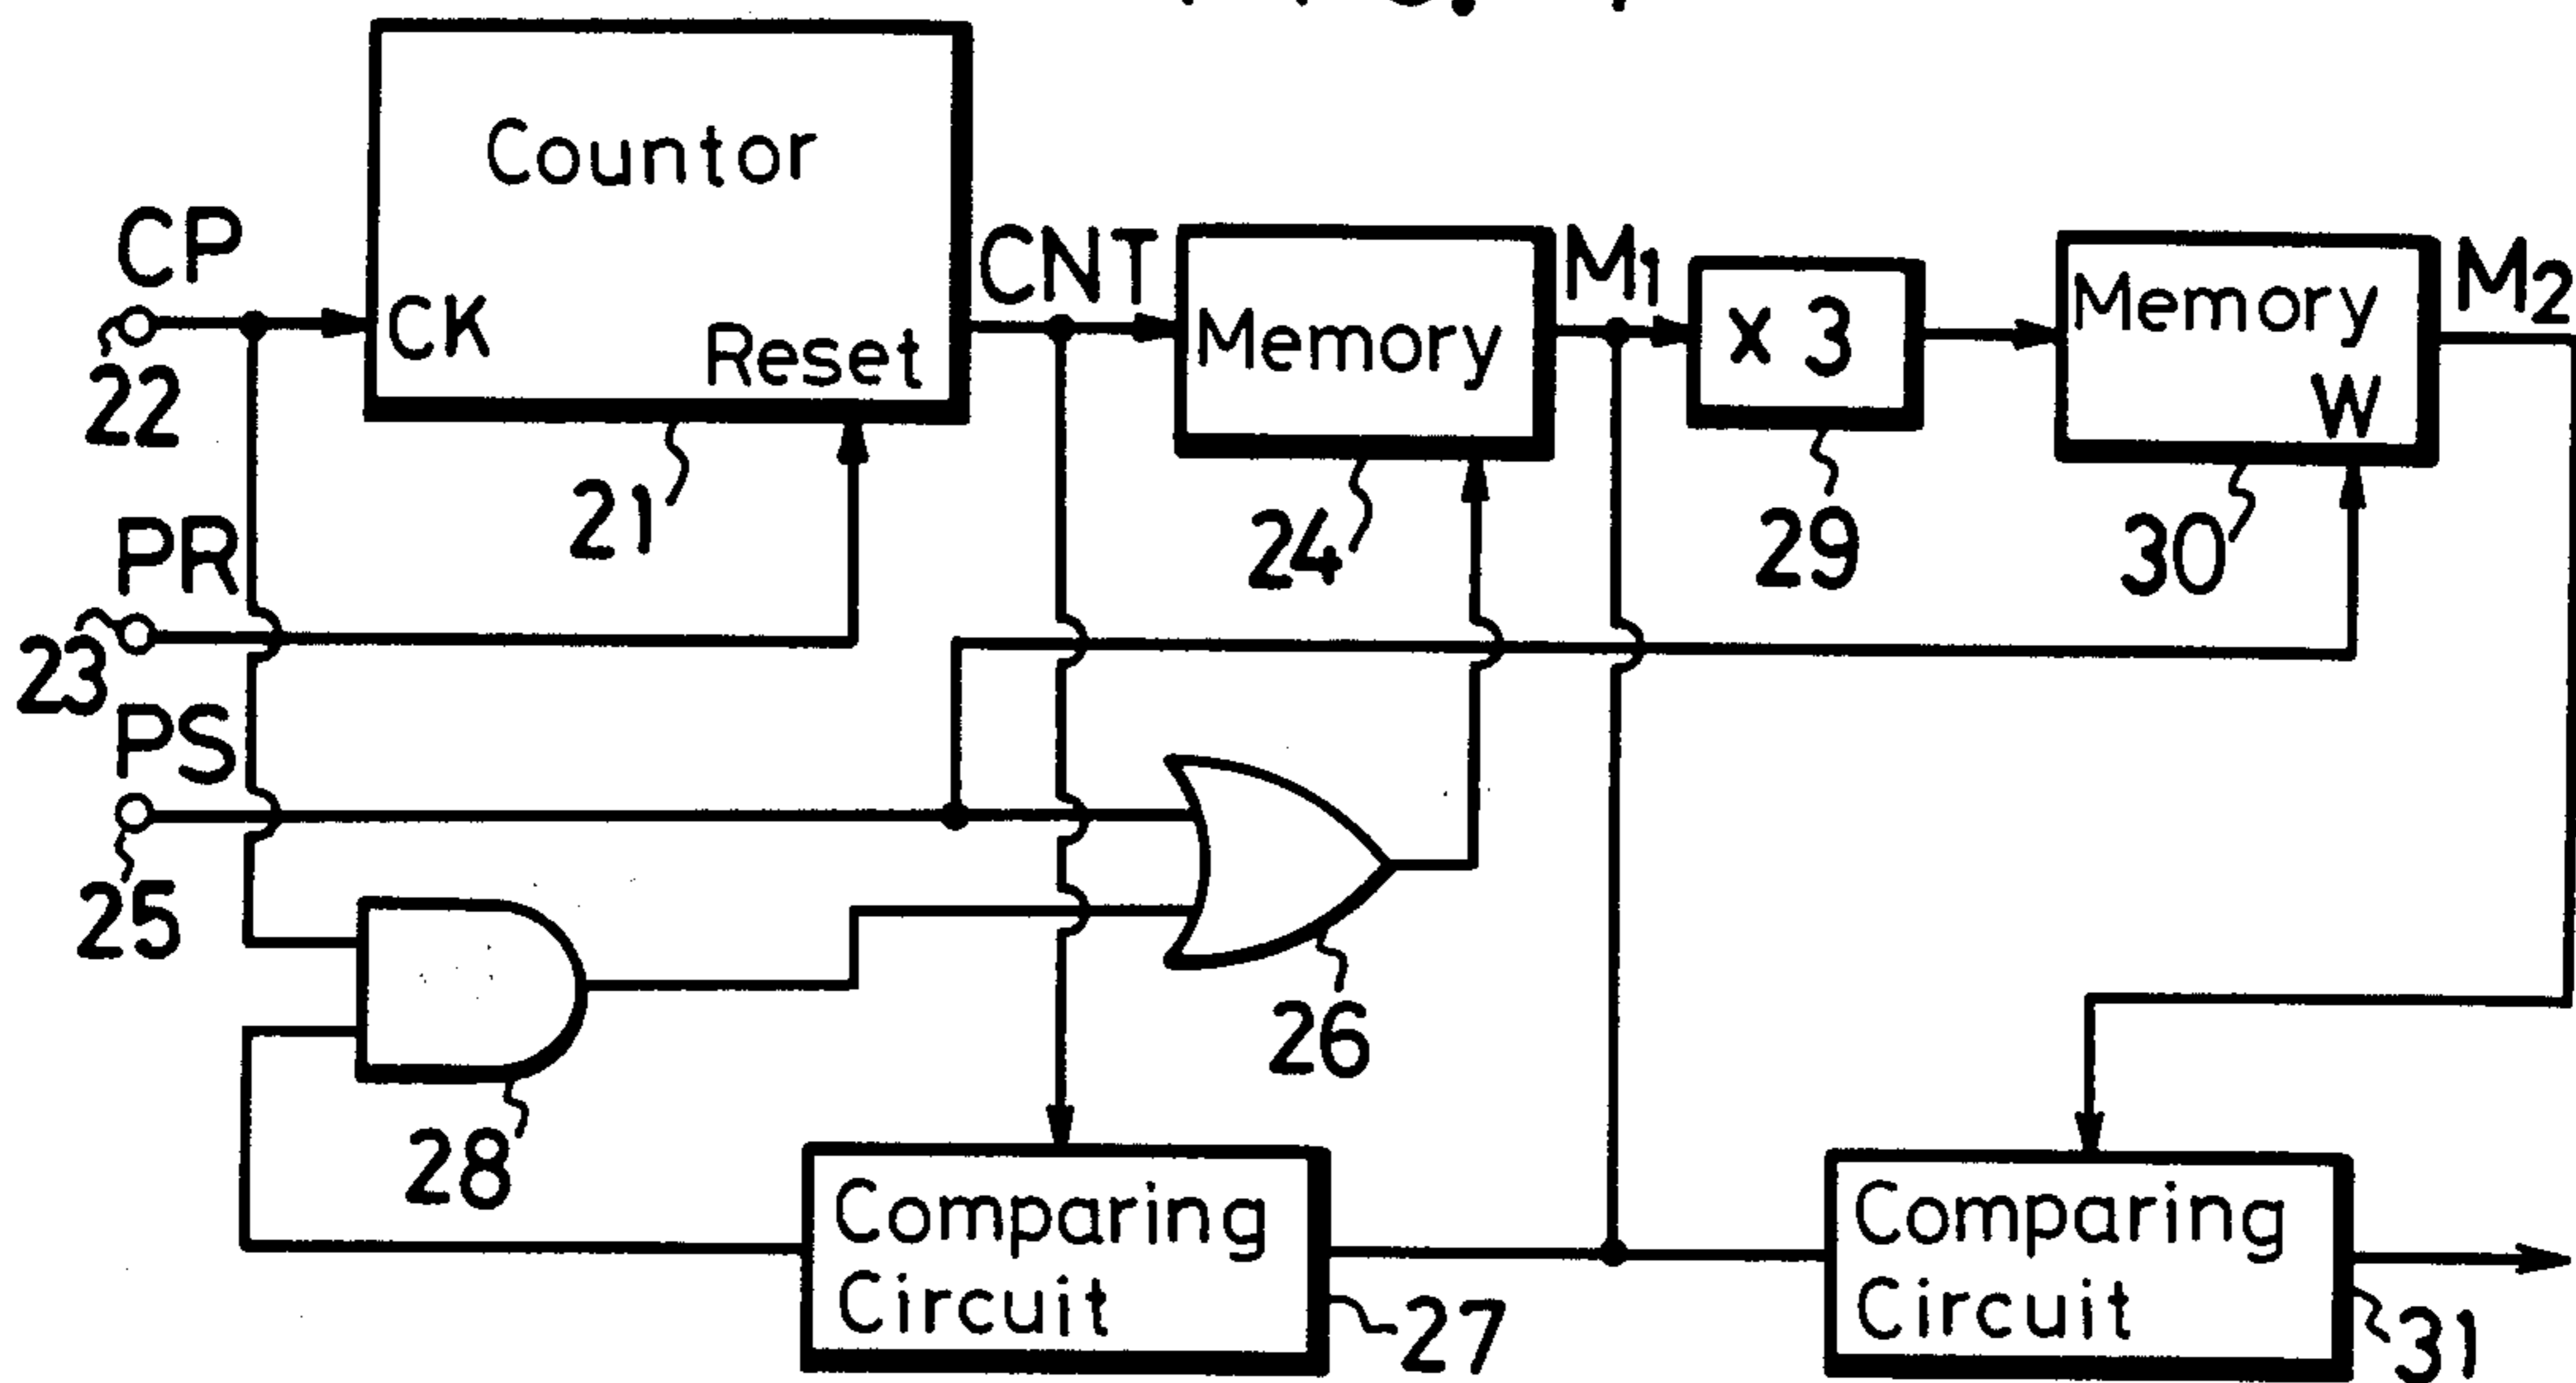 Countor
CP
CK
Reset
CNT
Memory
M1
x 3
Memory
W
M2
22
21
24
29
30
PR
23
PS
25
26
28
Comparing
Circuit
27
Comparing
Circuit
31